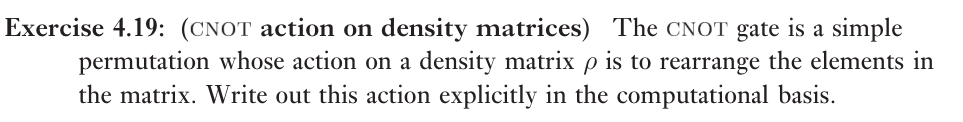 Exercise 4.19: (CNOT action on density matrices) The CNOT gate is a simple
permutation whose action on a density matrix ρ is to rearrange the elements in
the matrix. Write out this action explicitly in the computational basis.